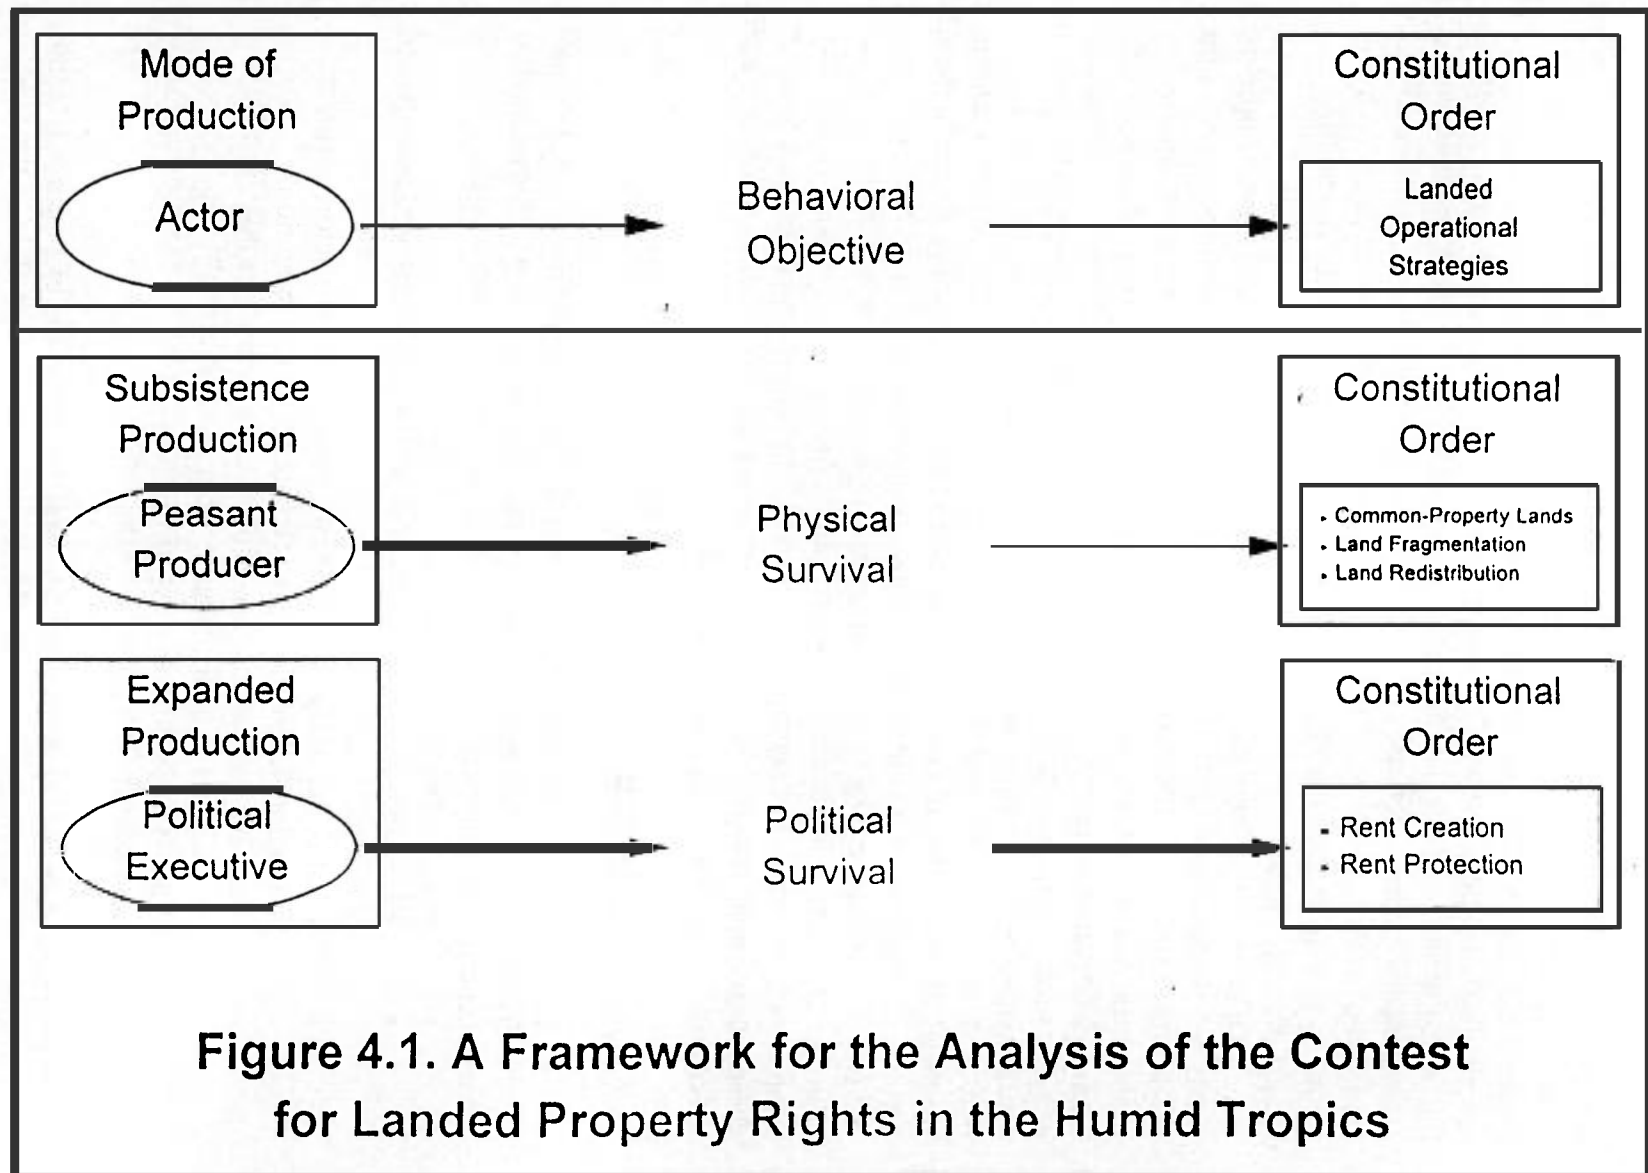 Mode of
Production
Actor
Behavioral
Objective
Constitutional
Order
Landed
Operational
Strategies
Subsistence
Production
Peasant
Producer
Physical
Survival
Constitutional
Order
• Common-Property Lands
• Land Fragmentation
• Land Redistribution
Expanded
Production
Political
Executive
Political
Survival
Constitutional
Order
• Rent Creation
• Rent Protection
Figure 4.1. A Framework for the Analysis of the Contest
for Landed Property Rights in the Humid Tropics